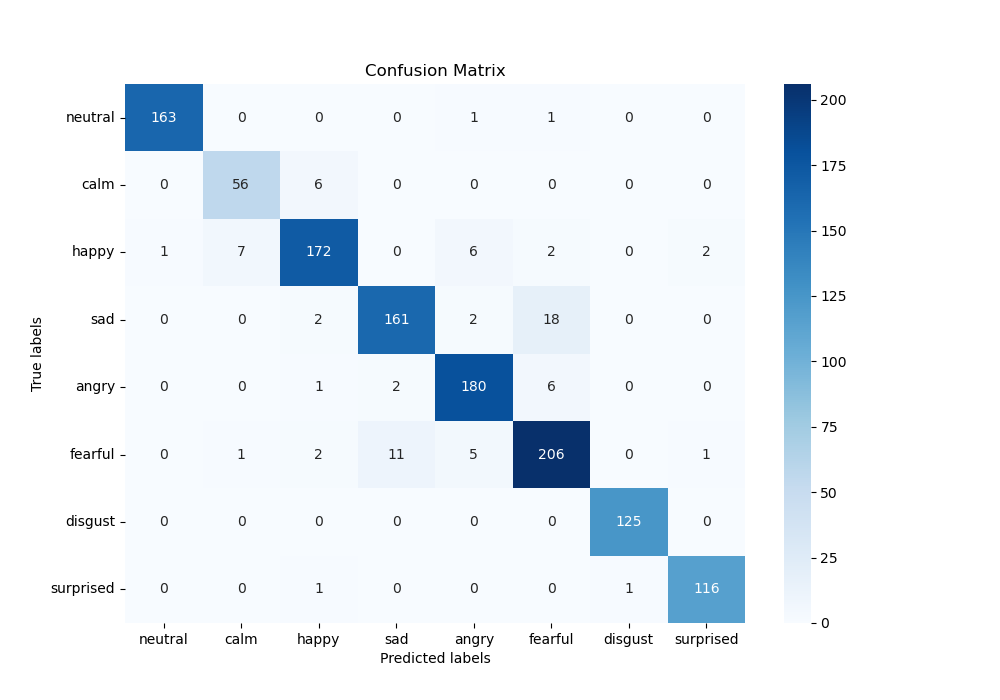 Confusion Matrix
neutral 163 0 0 0 1 1 0 0
calm 0 56 6 0 0 0 0 0
happy 1 7 172 0 6 2 0 2
sad 0 0 2 161 2 18 0 0
angry 0 0 1 2 180 6 0 0
fearful 0 1 2 11 5 206 0 1
disgust 0 0 0 0 0 0 125 0
surprised 0 0 1 0 0 0 1 116
neutral calm happy sad angry fearful disgust surprised
Predicted labels
True labels
200
175
150
125
100
75
50
25
0